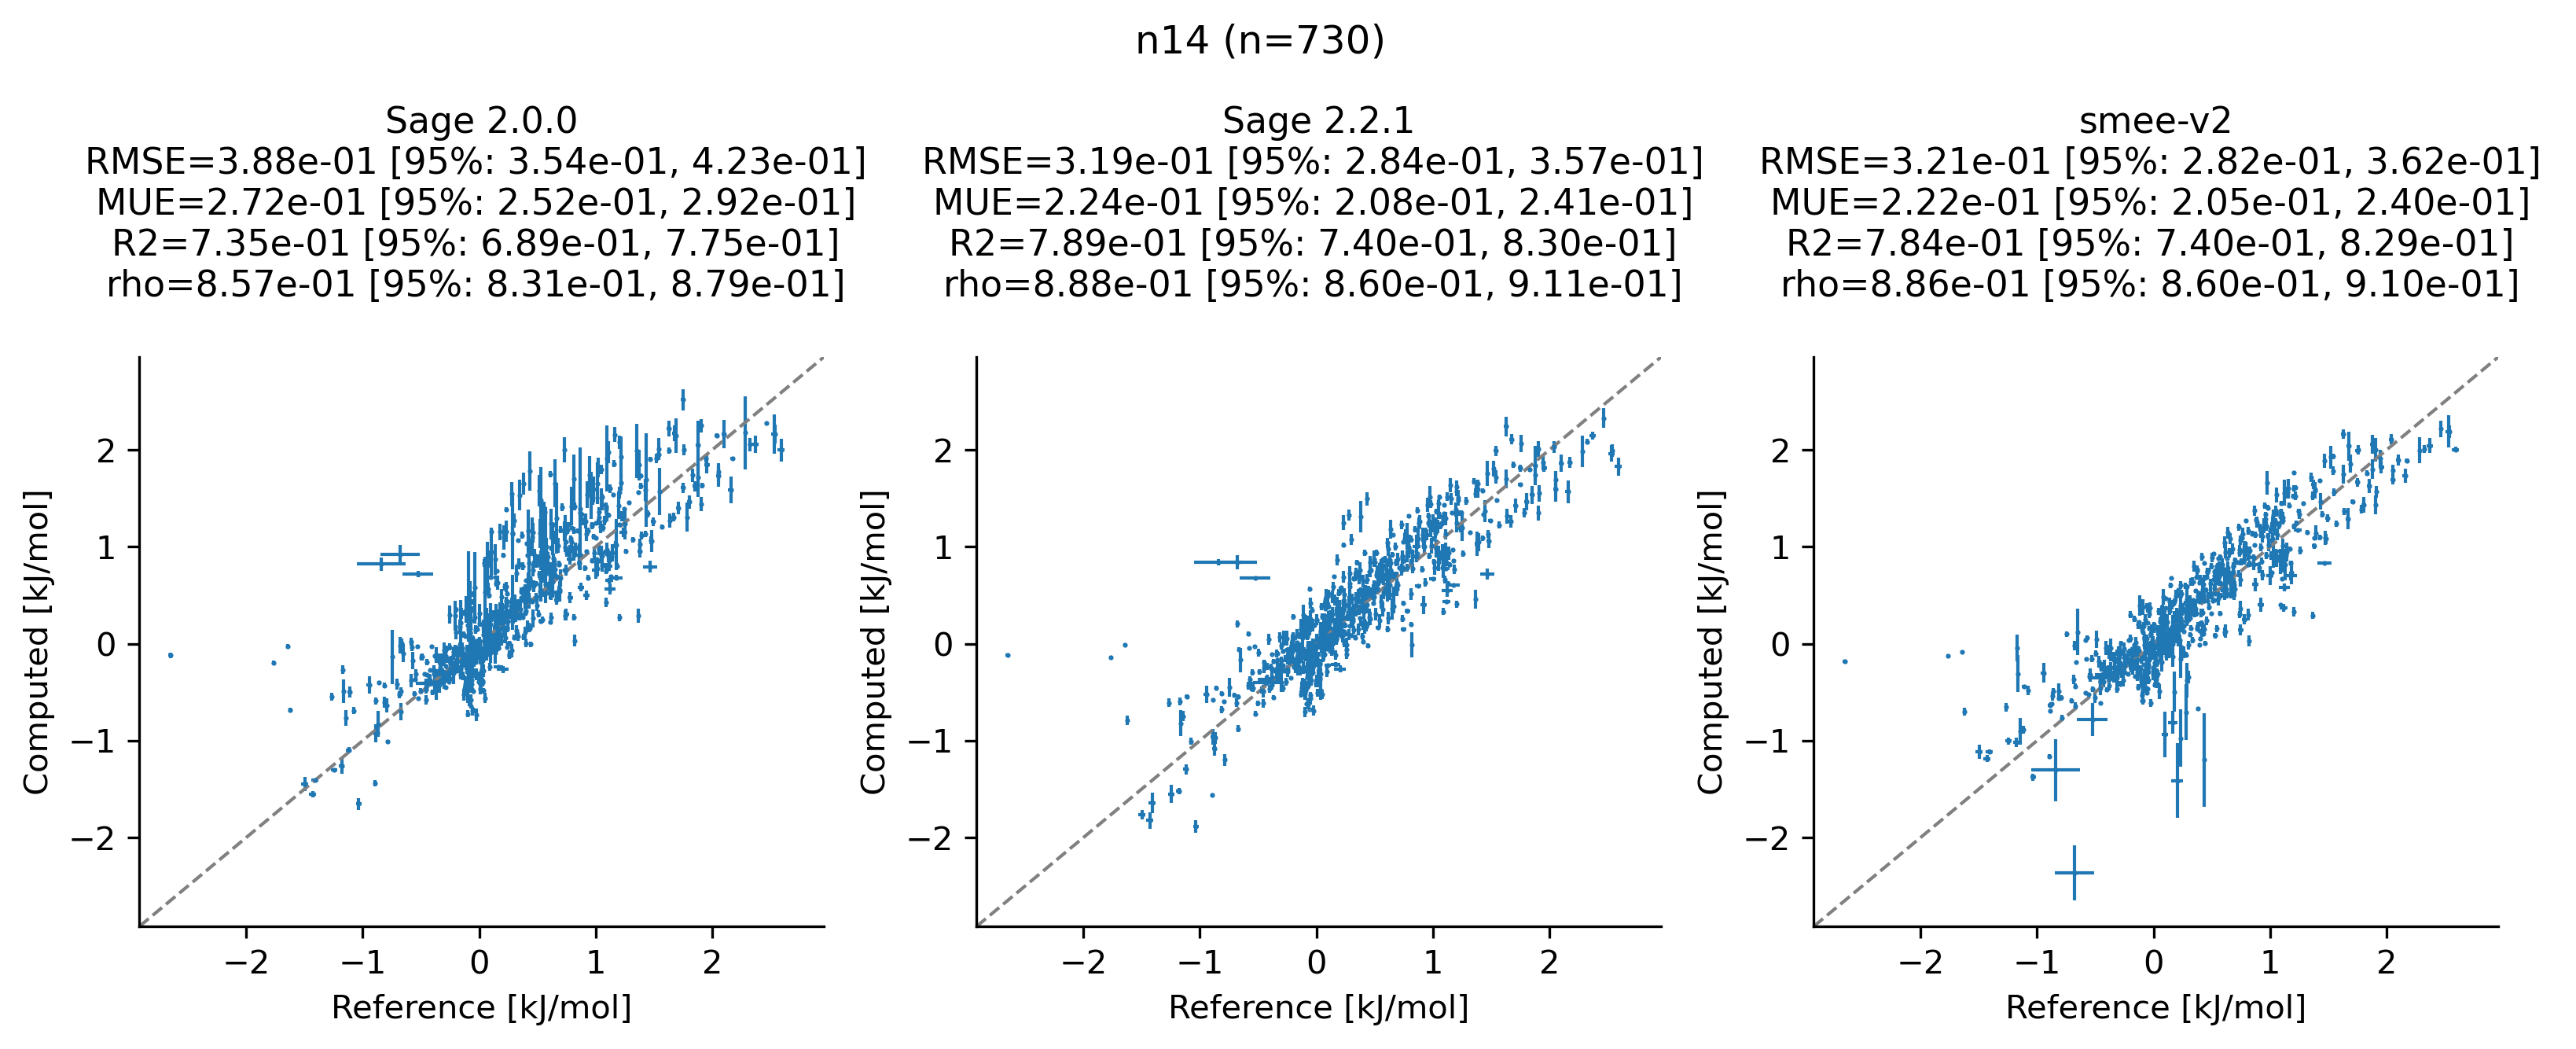 n14 (n=730)
Sage 2.0.0
RMSE=3.88e-01 [95%: 3.54e-01, 4.23e-01]
MUE=2.72e-01 [95%: 2.52e-01, 2.92e-01]
R2=7.35e-01 [95%: 6.89e-01, 7.75e-01]
rho=8.57e-01 [95%: 8.31e-01, 8.79e-01]
2
1
0
−1
−2
Computed [kJ/mol]
−2 −1 0 1 2
Reference [kJ/mol]
Sage 2.2.1
RMSE=3.19e-01 [95%: 2.84e-01, 3.57e-01]
MUE=2.24e-01 [95%: 2.08e-01, 2.41e-01]
R2=7.89e-01 [95%: 7.40e-01, 8.30e-01]
rho=8.88e-01 [95%: 8.60e-01, 9.11e-01]
2
1
0
−1
−2
Computed [kJ/mol]
−2 −1 0 1 2
Reference [kJ/mol]
smee-v2
RMSE=3.21e-01 [95%: 2.82e-01, 3.62e-01]
MUE=2.22e-01 [95%: 2.05e-01, 2.40e-01]
R2=7.84e-01 [95%: 7.40e-01, 8.29e-01]
rho=8.86e-01 [95%: 8.60e-01, 9.10e-01]
2
1
0
−1
−2
Computed [kJ/mol]
−2 −1 0 1 2
Reference [kJ/mol]